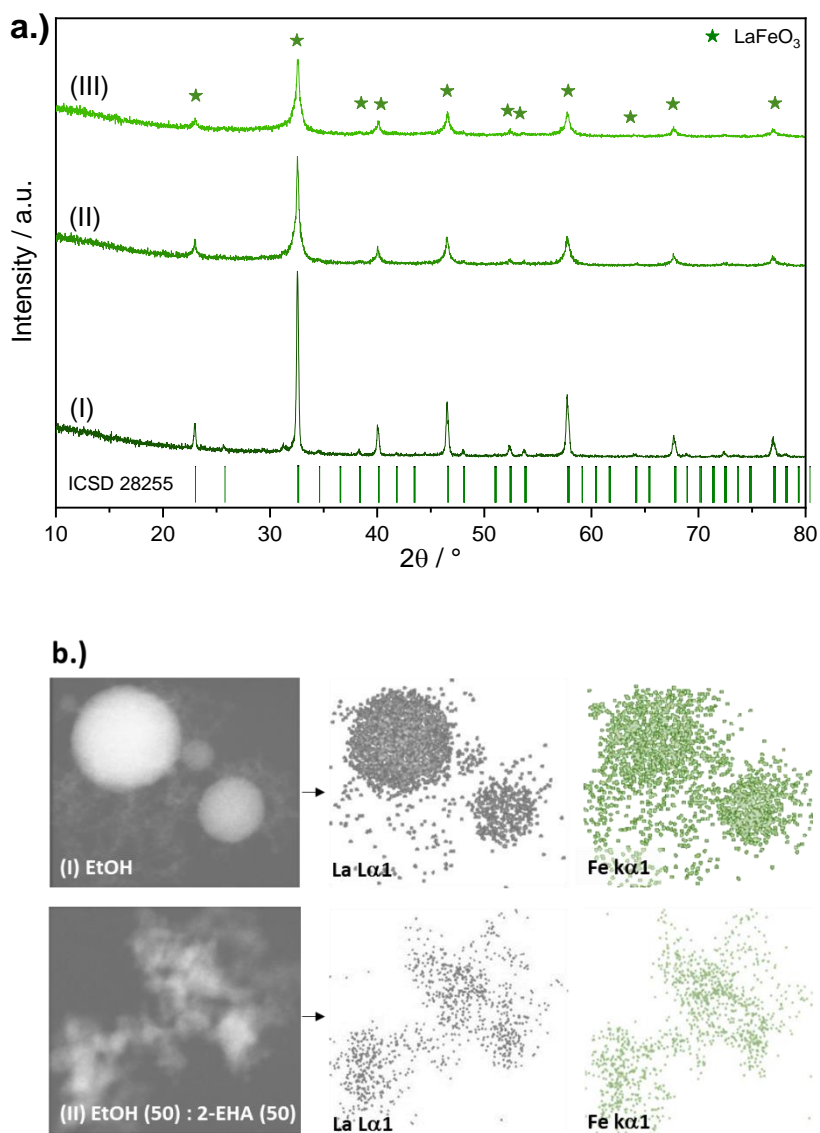 a.)
★ LaFeO₃
(III)
(II)
(I)
ICSD 28255
Intensity / a.u.
10 20 30 40 50 60 70 80
2θ / °
b.)
(I) EtOH
La Lα1
Fe kα1
(II) EtOH (50) : 2-EHA (50)
La Lα1
Fe kα1